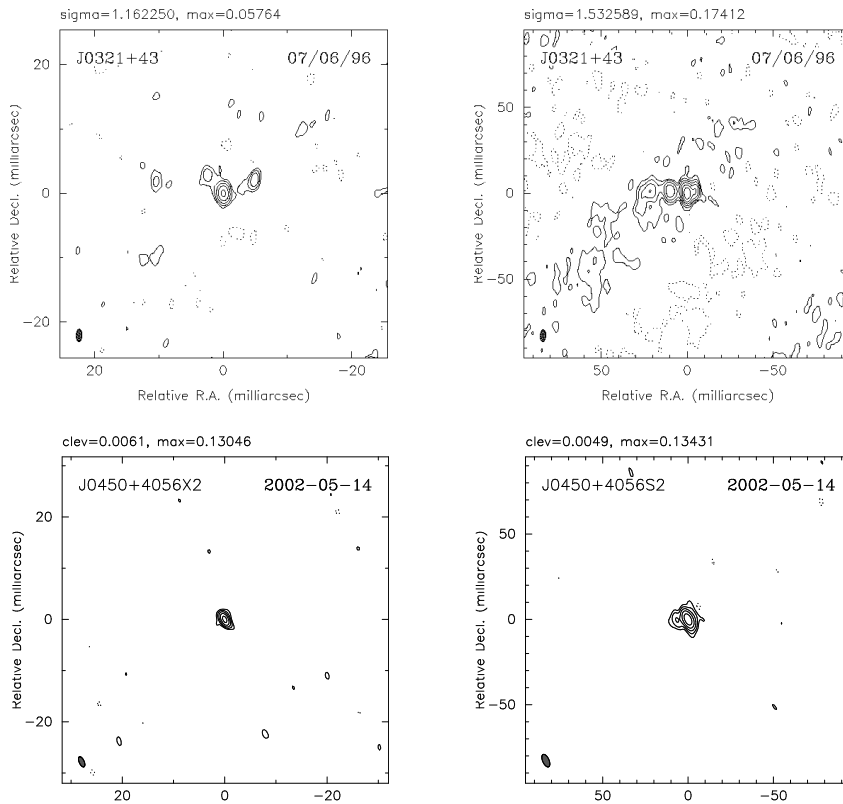 sigma=1.162250, max=0.05764
J0321+43 07/06/96
20
0
−20
Relative Decl. (milliarcsec)
20 0 −20
Relative R.A. (milliarcsec)
sigma=1.532589, max=0.17412
J0321+43 07/06/96
50
0
−50
Relative Decl. (milliarcsec)
50 0 −50
Relative R.A. (milliarcsec)
clev=0.0061, max=0.13046
J0450+4056X2 2002−05−14
20
0
−20
Relative Decl. (milliarcsec)
20 0 −20
clev=0.0049, max=0.13431
J0450+4056S2 2002−05−14
50
0
−50
Relative Decl. (milliarcsec)
50 0 −50